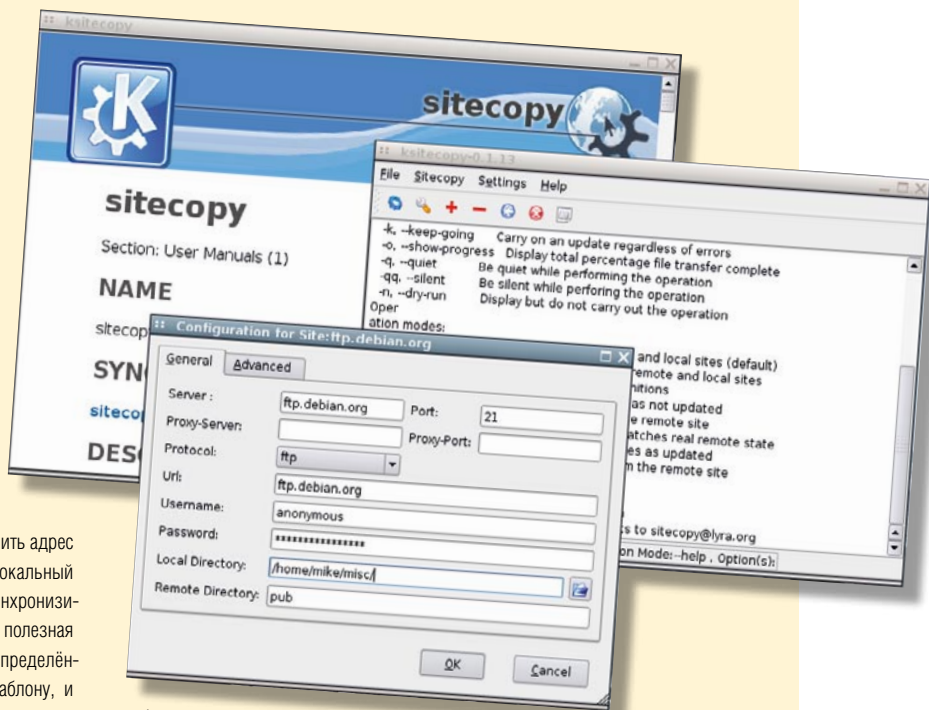 ksitecopy
sitecopy
sitecopy
Section: User Manuals (1)
NAME
sitecop
SYN
siteco
DES
ksitecopy-0.1.13
File Sitecopy Settings Help
-k, --keep-going Carry on an update regardless of errors
-o, --show-progress Display total percentage file transfer complete
-q, --quiet Be quiet while performing the operation
-qq, --silent Be silent while perforing the operation
-n, --dry-run Display but do not carry out the operation
Oper
ation modes:
and local sites (default)
emote and local sites
nitions
as not updated
e remote site
atches real remote state
es as updated
m the remote site
s to sitecopy@lyra.org
on Mode:--help , Option(s):
Configuration for Site:ftp.debian.org
General Advanced
Server : ftp.debian.org Port: 21
Proxy-Server: Proxy-Port:
Protocol: ftp
Url: ftp.debian.org
Username: anonymous
Password: ****************
Local Directory: /home/mike/misc/
Remote Directory: pub
OK Cancel
ить адрес
окальный
нхронизи-
полезная
пределён-
аблону, и